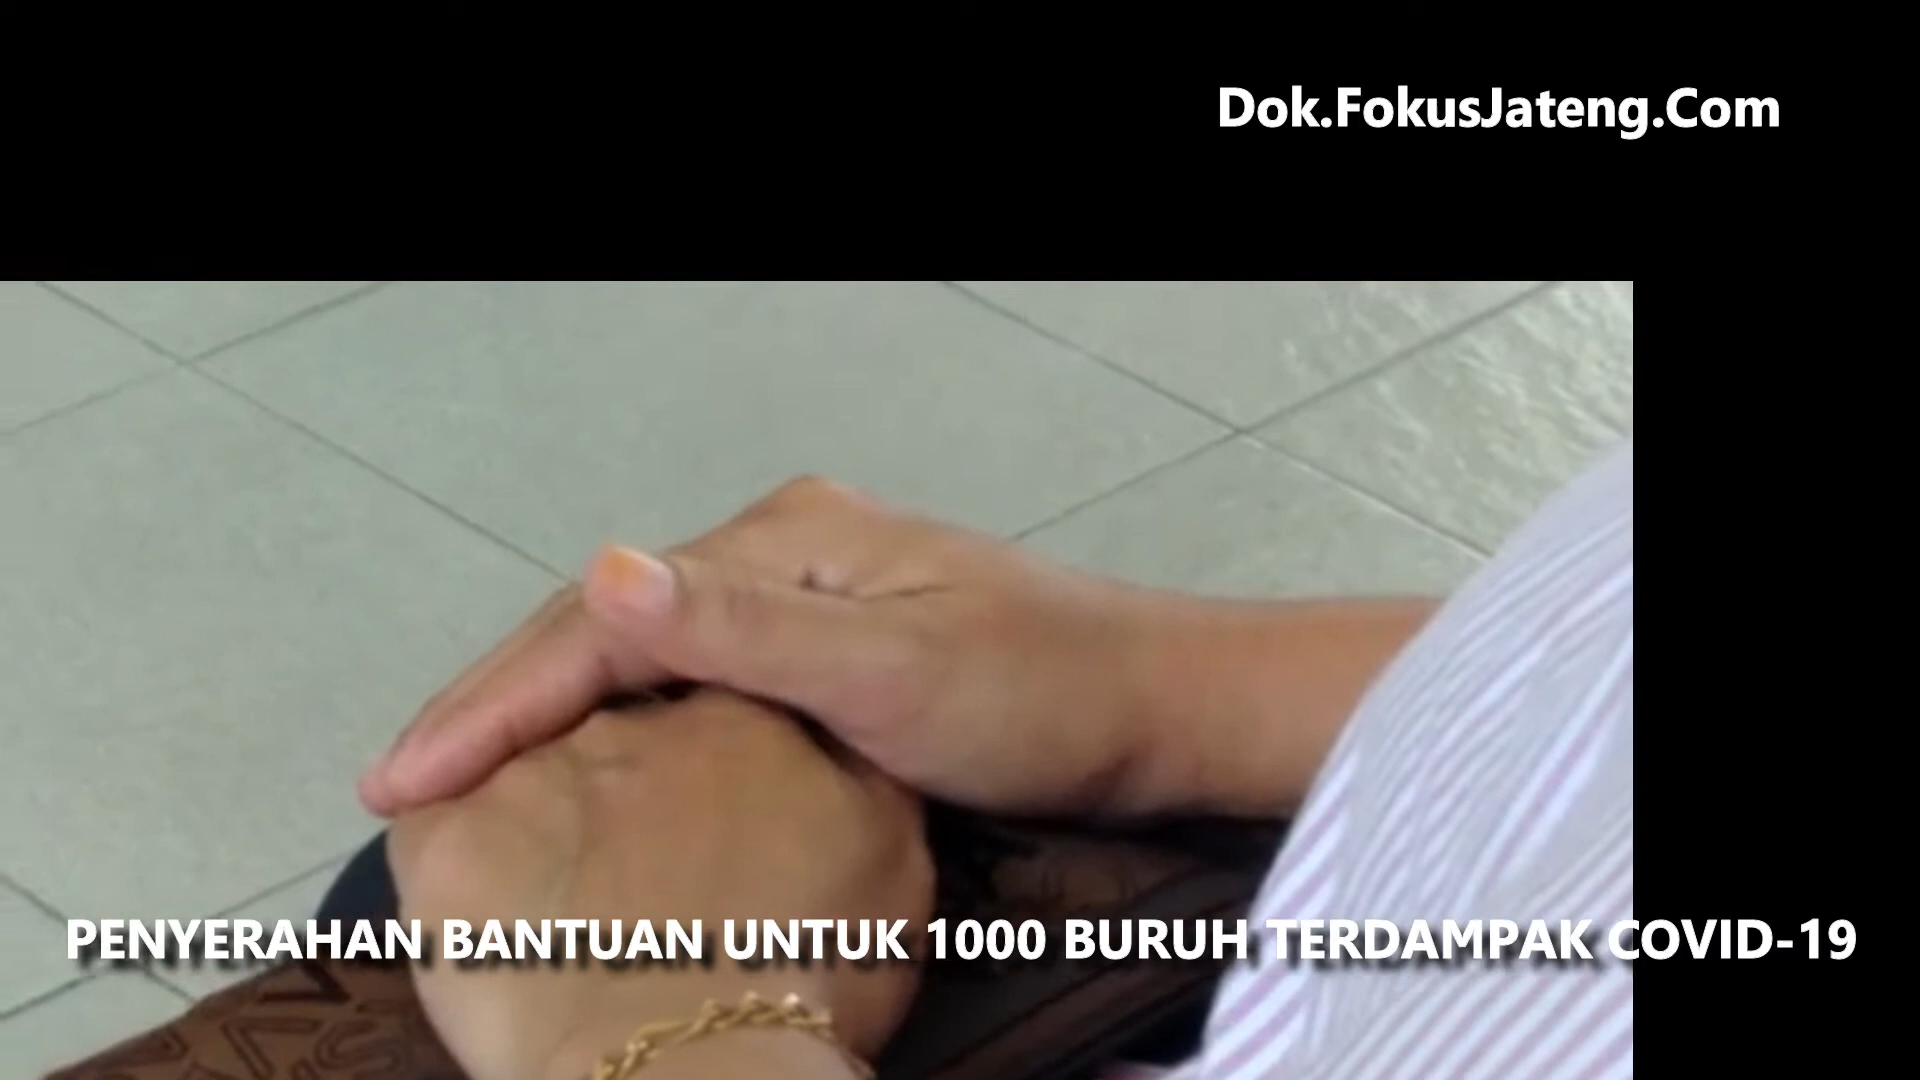 Dok.FokusJateng.Com
PENYERAHAN BANTUAN UNTUK 1000 BURUH TERDAMPAK COVID-19